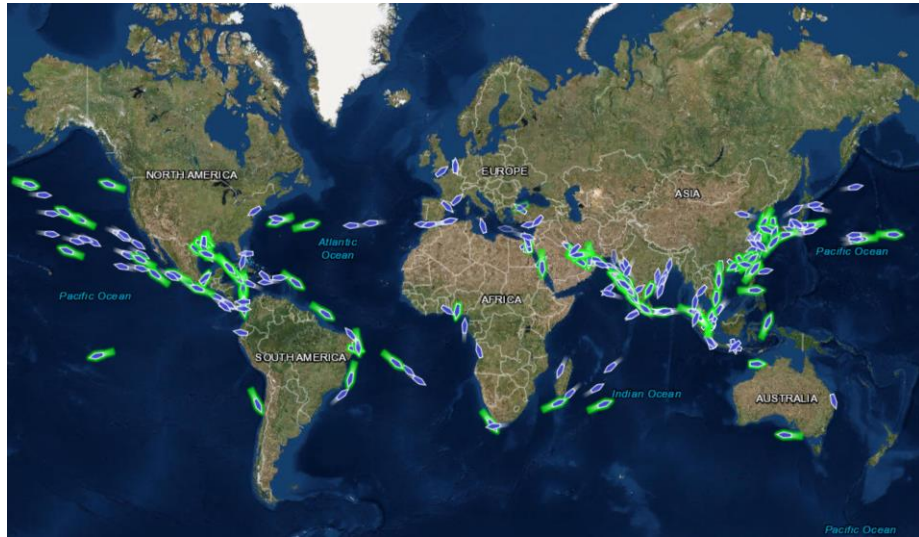 NORTH AMERICA
EUROPE
ASIA
Atlantic
Ocean
Pacific Ocean
Pacific Ocean
AFRICA
SOUTH AMERICA
Indian Ocean
AUSTRALIA
Pacific Ocean